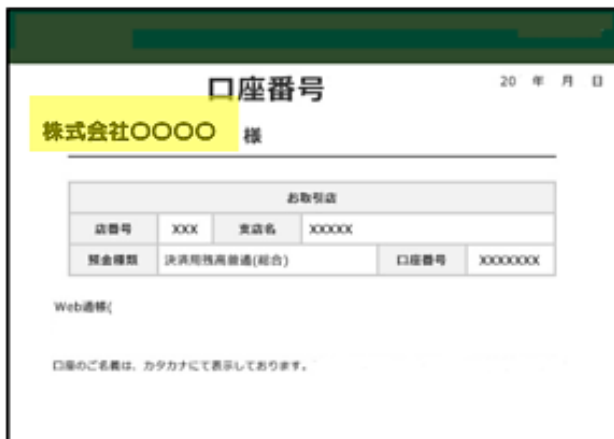 口座番号
20 年 月 日
株式会社〇〇〇〇 様
お取引店
店番号 XXX 支店名 XXXXX
預金種類 決済用残高普通(総合) 口座番号 XXXXXXX
Web通帳(
口座のご名義は、カタカナにて表示しております。